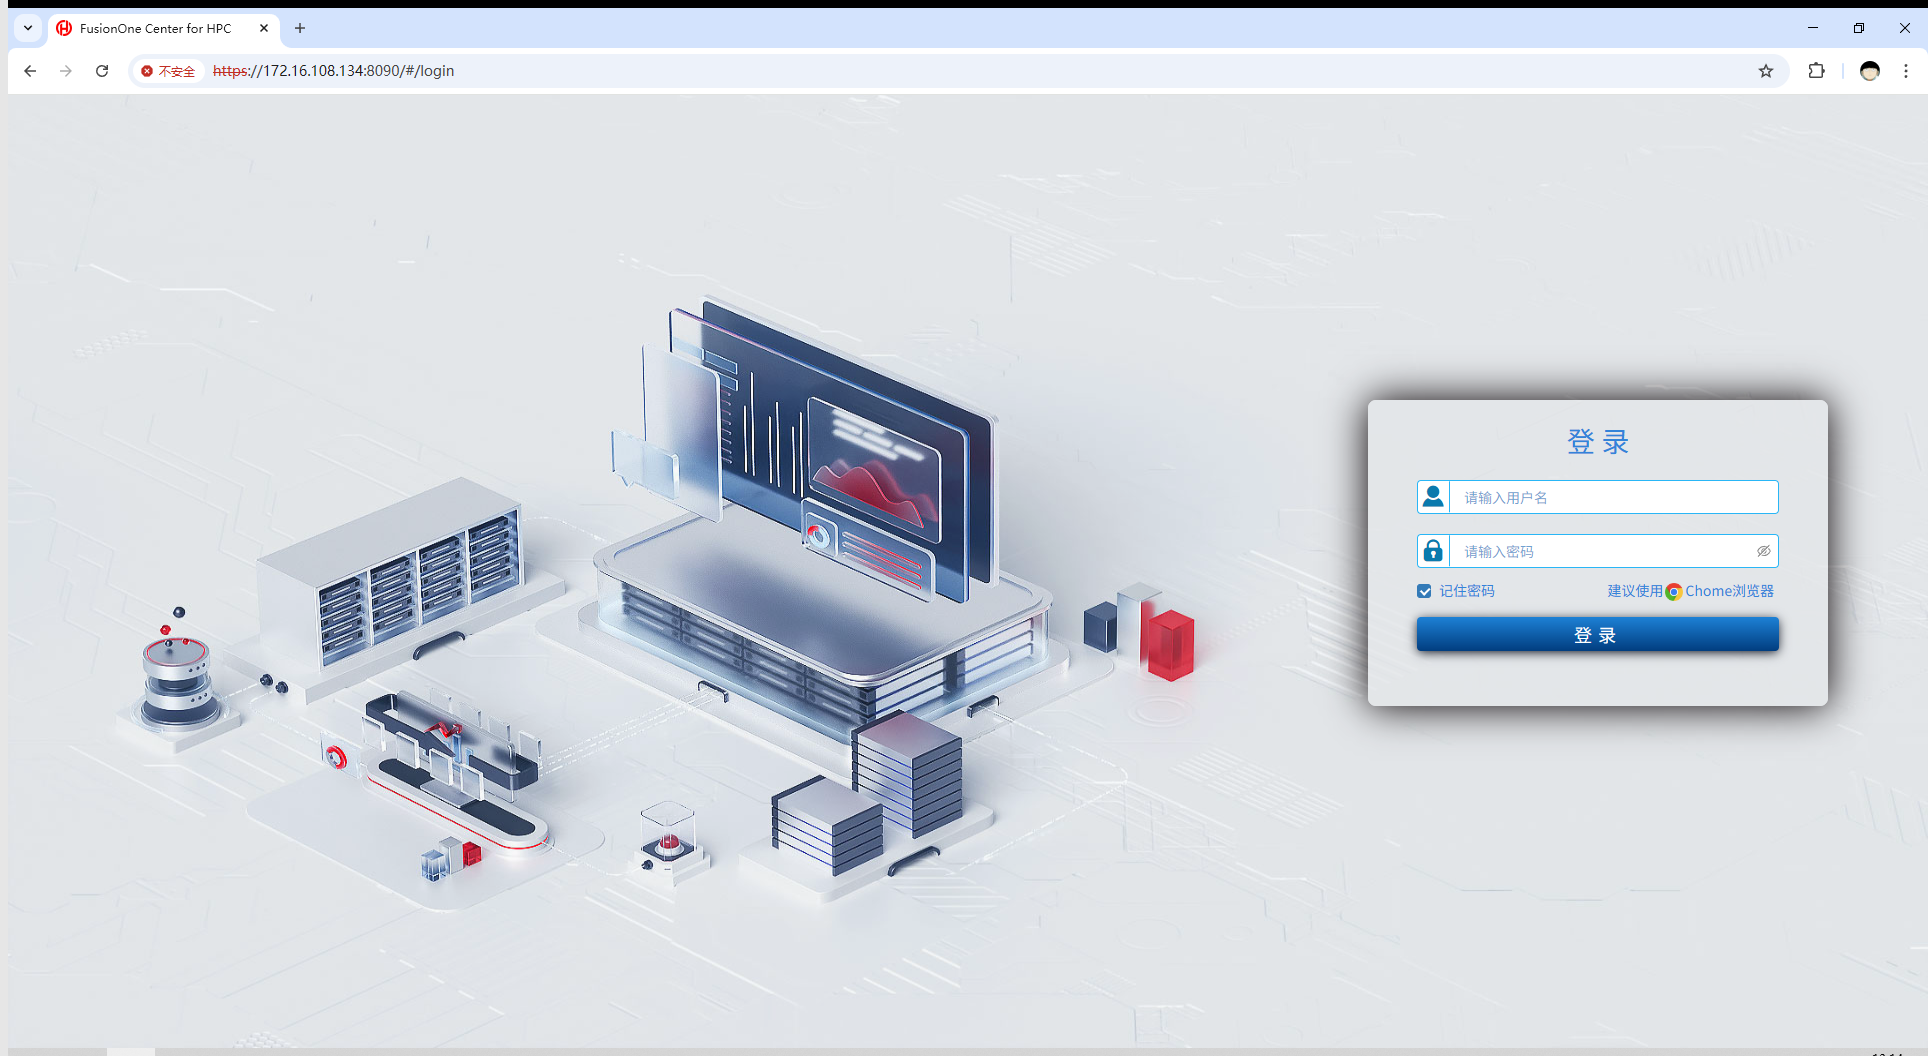 FusionOne Center for HPC
不安全
https://172.16.108.134:8090/#/login
登 录
请输入用户名
请输入密码
记住密码
建议使用Chome浏览器
登 录